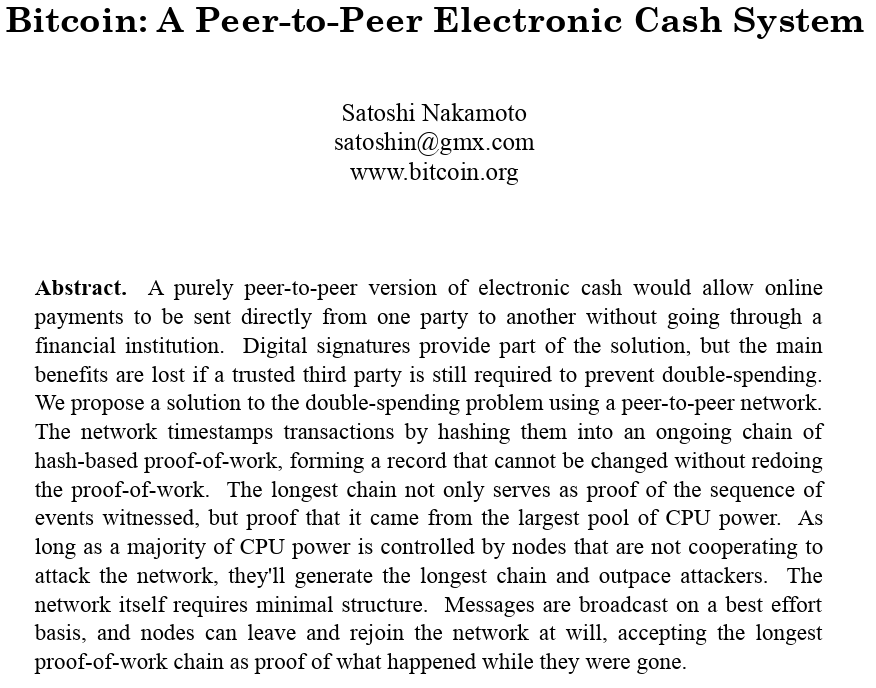 Bitcoin: A Peer-to-Peer Electronic Cash System
Satoshi Nakamoto
satoshin@gmx.com
www.bitcoin.org
Abstract. A purely peer-to-peer version of electronic cash would allow online
payments to be sent directly from one party to another without going through a
financial institution. Digital signatures provide part of the solution, but the main
benefits are lost if a trusted third party is still required to prevent double-spending.
We propose a solution to the double-spending problem using a peer-to-peer network.
The network timestamps transactions by hashing them into an ongoing chain of
hash-based proof-of-work, forming a record that cannot be changed without redoing
the proof-of-work. The longest chain not only serves as proof of the sequence of
events witnessed, but proof that it came from the largest pool of CPU power. As
long as a majority of CPU power is controlled by nodes that are not cooperating to
attack the network, they'll generate the longest chain and outpace attackers. The
network itself requires minimal structure. Messages are broadcast on a best effort
basis, and nodes can leave and rejoin the network at will, accepting the longest
proof-of-work chain as proof of what happened while they were gone.